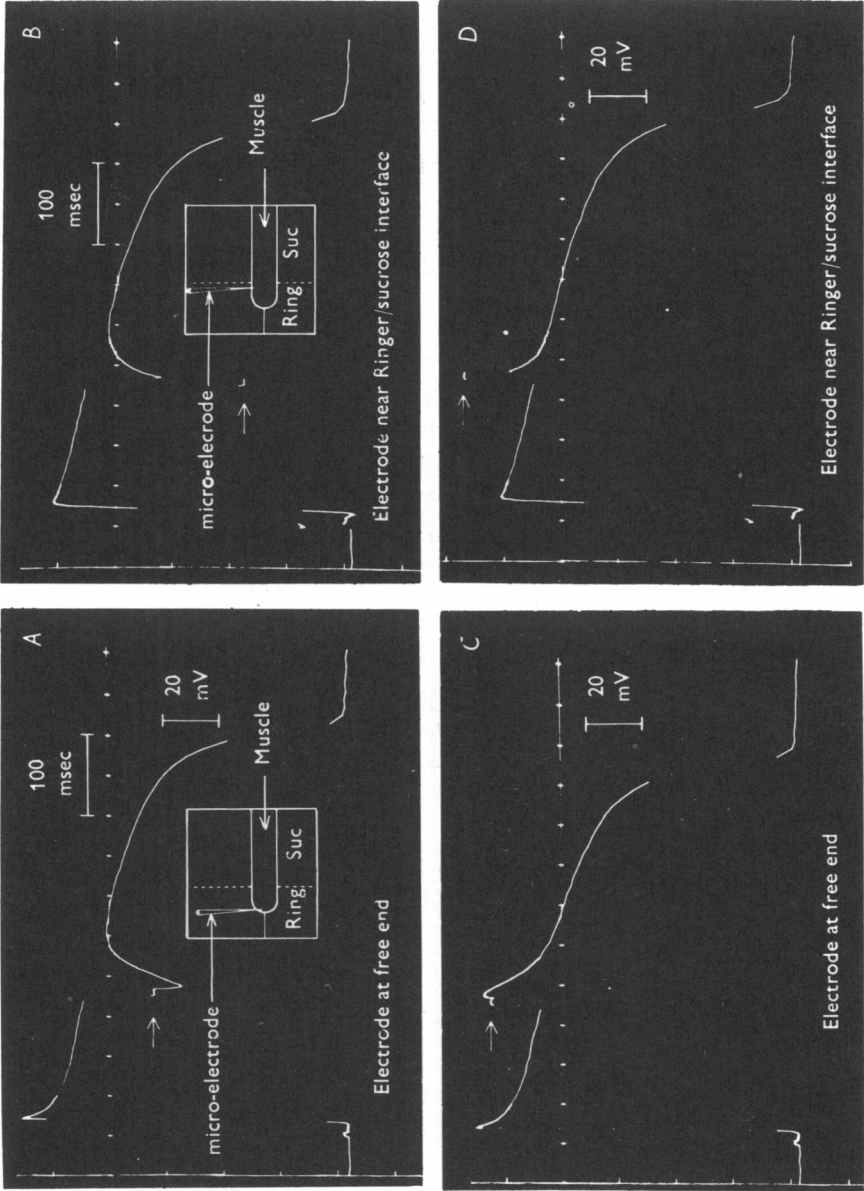 A
100
msec
20
mV
Muscle
Ring
Suc
micro-electrode
Electrode at free end
B
100
msec
Muscle
Ring
Suc
micro-elecrode
Electrode near Ringer/sucrose interface
C
20
mV
Electrode at free end
D
20
mV
Electrode near Ringer/sucrose interface